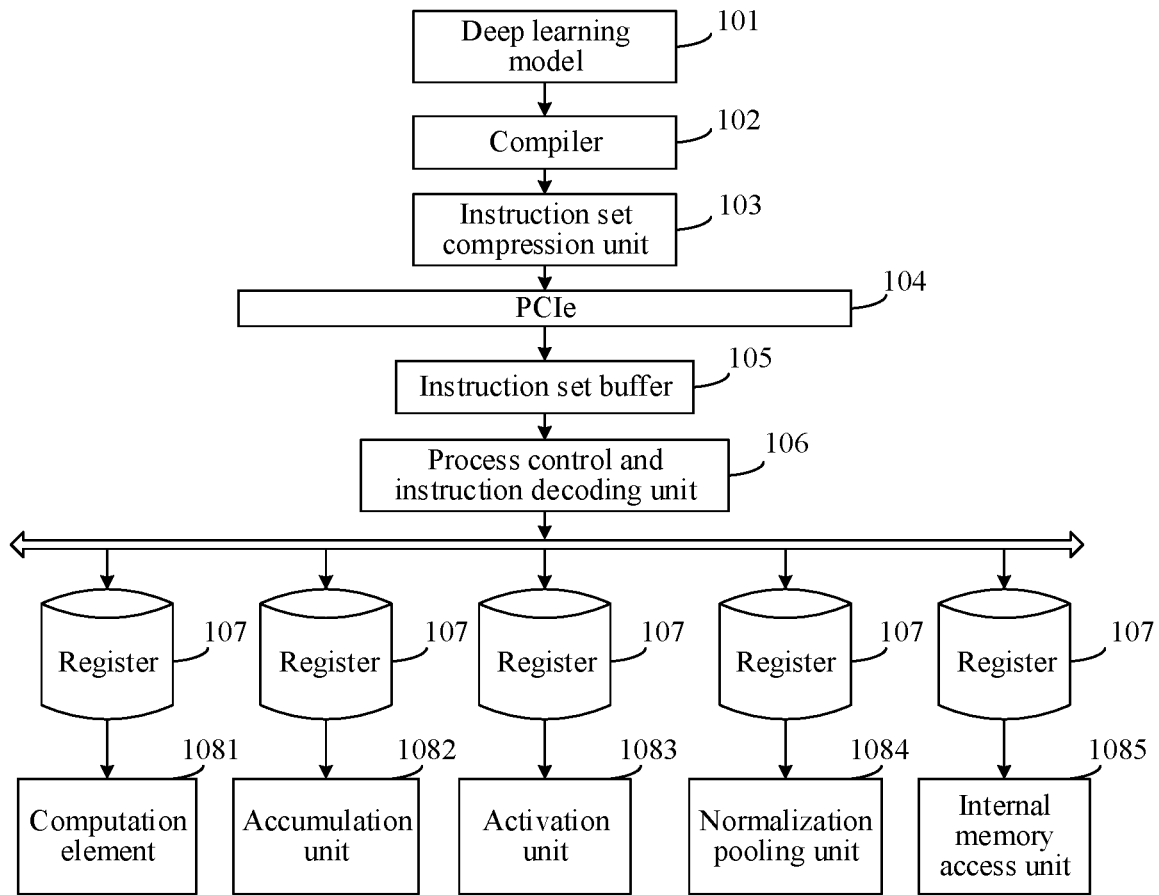 Deep learning
model
101
Compiler
102
Instruction set
compression unit
103
PCIe
104
Instruction set buffer
105
Process control and
instruction decoding unit
106
Register
107
Register
107
Register
107
Register
107
Register
107
Computation
element
1081
Accumulation
unit
1082
Activation
unit
1083
Normalization
pooling unit
1084
Internal
memory
access unit
1085